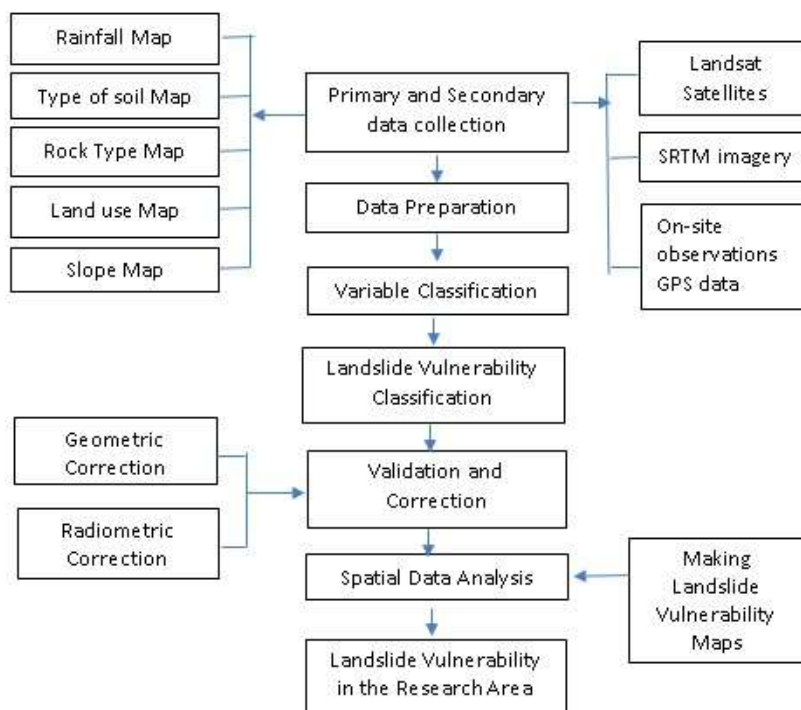 Rainfall Map
Type of soil Map
Rock Type Map
Land use Map
Slope Map
Primary and Secondary
data collection
Landsat
Satellites
SRTM imagery
On-site
observations
GPS data
Data Preparation
Variable Classification
Landslide Vulnerability
Classification
Geometric
Correction
Radiometric
Correction
Validation and
Correction
Spatial Data Analysis
Making
Landslide
Vulnerability
Maps
Landslide Vulnerability
in the Research Area